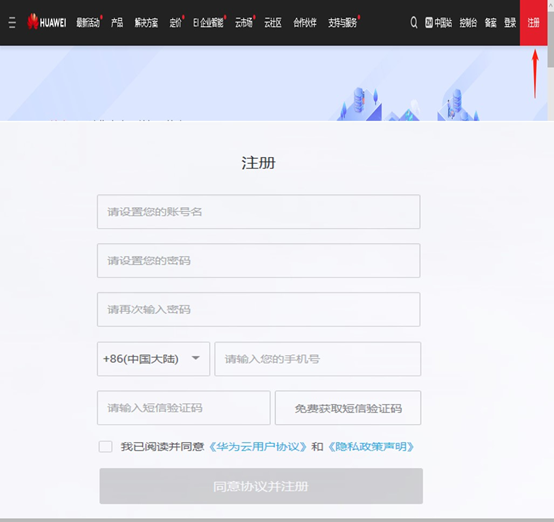 HUAWEI 最新活动 产品 解决方案 定价 EI 企业智能 云市场 云社区 合作伙伴 支持与服务 中国站 控制台 备案 登录 注册
注册
请设置您的账号名
请设置您的密码
请再次输入密码
+86(中国大陆) 请输入您的手机号
请输入短信验证码 免费获取短信验证码
我已阅读并同意《华为云用户协议》和《隐私政策声明》
同意协议并注册